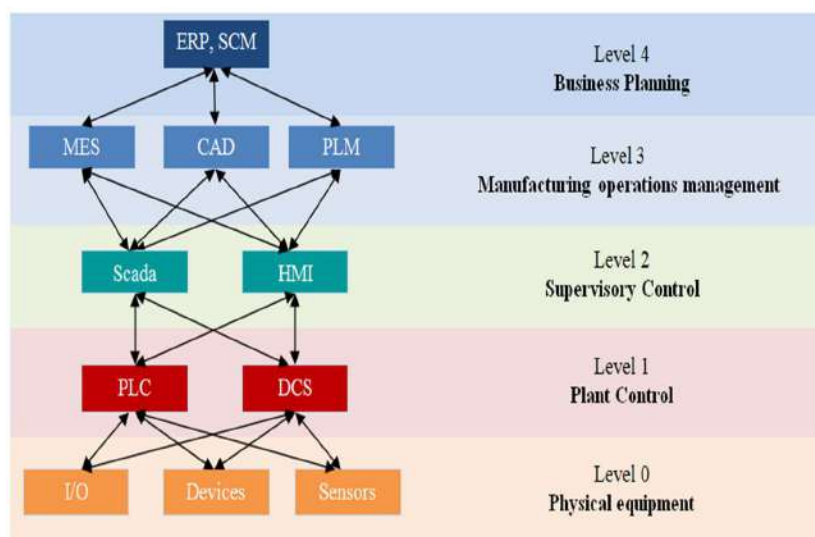 ERP, SCM
Level 4
Business Planning
MES
CAD
PLM
Level 3
Manufacturing operations management
Scada
HMI
Level 2
Supervisory Control
PLC
DCS
Level 1
Plant Control
I/O
Devices
Sensors
Level 0
Physical equipment